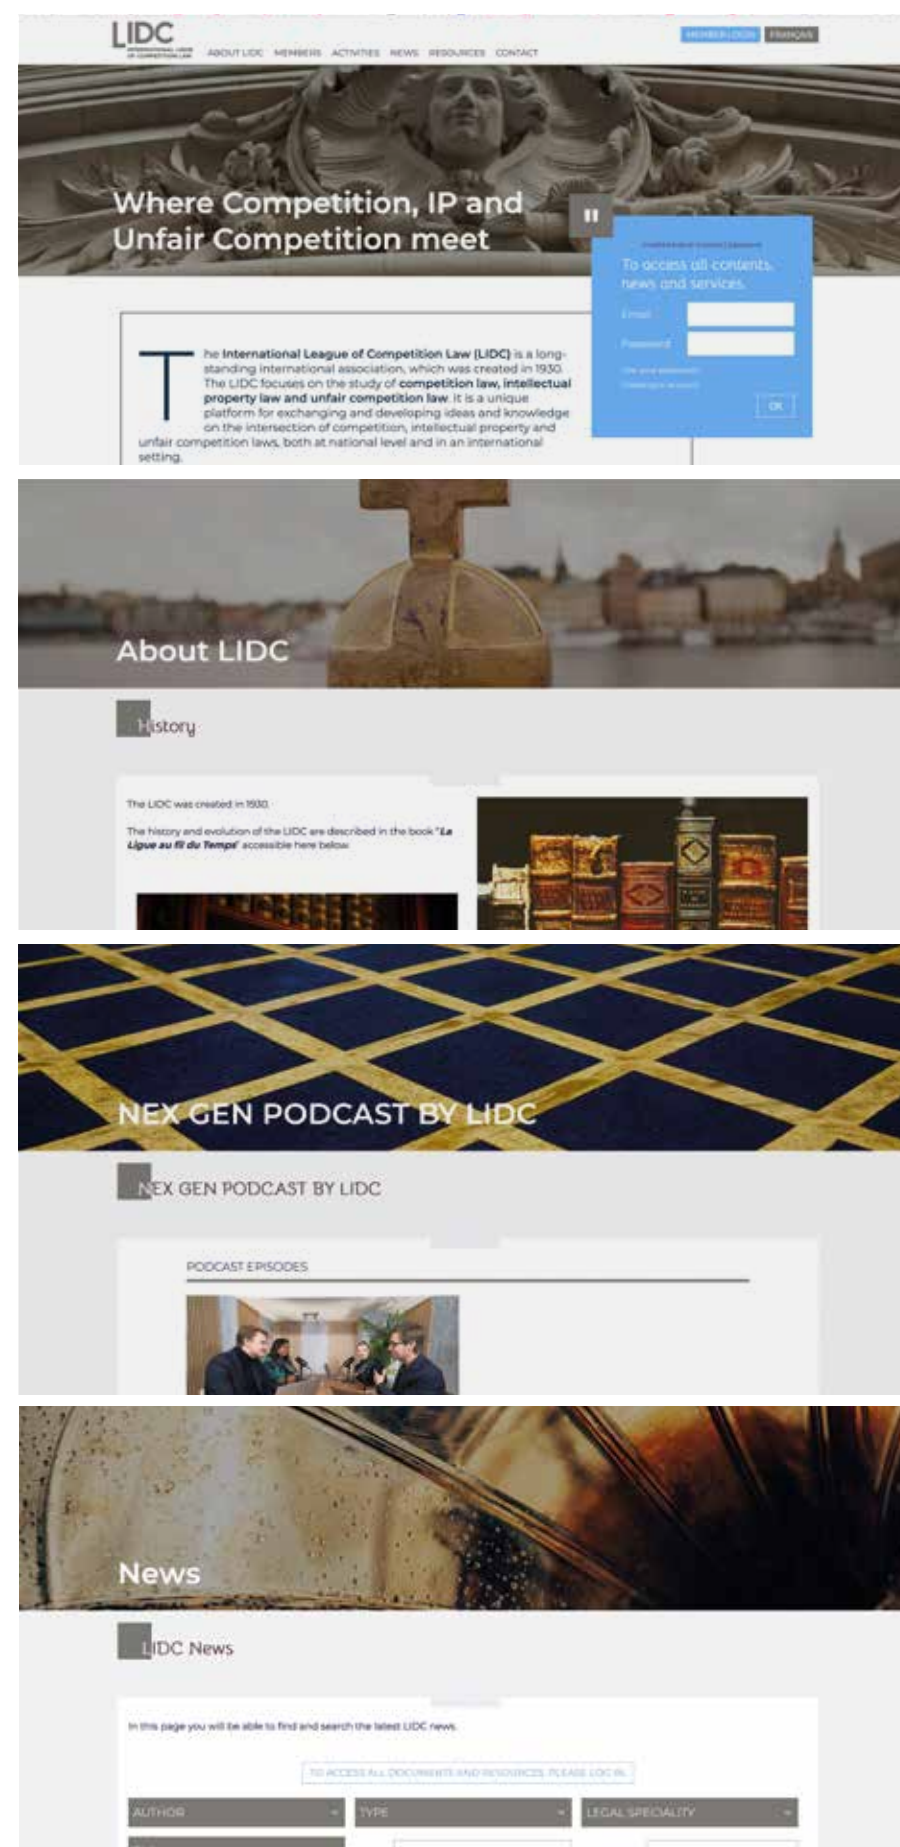 LIDC
INTERNATIONAL LEAGUE
OF COMPETITION LAW
ABOUT LIDC MEMBERS ACTIVITIES NEWS RESOURCES CONTACT
MEMBER LOGIN FRANÇAIS
Where Competition, IP and
Unfair Competition meet
To access all contents,
news and services.
Email
Password
OK
The International League of Competition Law (LIDC) is a long-
standing international association, which was created in 1930.
The LIDC focuses on the study of competition law, intellectual
property law and unfair competition law. It is a unique
platform for exchanging and developing ideas and knowledge
on the intersection of competition, intellectual property and
unfair competition laws, both at national level and in an international
setting.
About LIDC
History
The LIDC was created in 1930.
The history and evolution of the LIDC are described in the book "La
Ligue au fil du Temps" accessible here below.
NEX GEN PODCAST BY LIDC
NEX GEN PODCAST BY LIDC
PODCAST EPISODES
News
LIDC News
In this page you will be able to find and search the latest LIDC news.
TO ACCESS ALL DOCUMENTS AND RESOURCES, PLEASE LOG IN.
AUTHOR TYPE LEGAL SPECIALITY